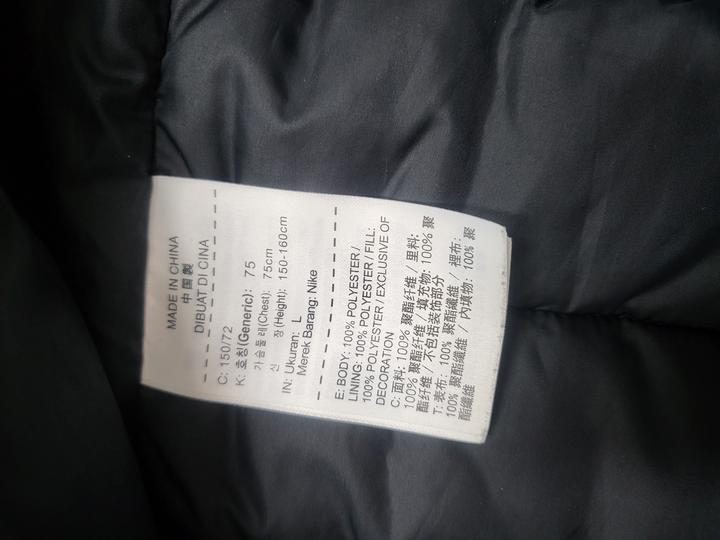 MADE IN CHINA
中國製
DIBUAT DI CINA
C: 150/72
K: 호칭(Generic): 75
가슴둘레(Chest): 75cm
신 장(Height): 150-160cm
IN: Ukuran: L
Merek Barang: Nike
E: BODY: 100% POLYESTER /
LINING: 100% POLYESTER / FILL:
100% POLYESTER / EXCLUSIVE OF
DECORATION
C: 面料: 100% 聚酯纤维 / 里料:
100% 聚酯纤维 / 填充物: 100% 聚
酯纤维 / 不包括装饰部分
T: 表布: 100% 聚酯纖維 / 裡布:
100% 聚酯纖維 / 內填物: 100% 聚
酯纖維